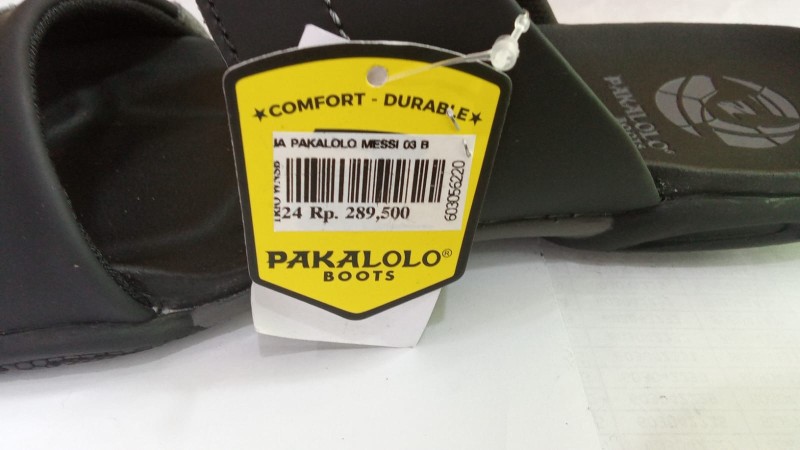 COMFORT - DURABLE
IA PAKALOLO MESSI 03 B
603056220
24 Rp. 289,500
PAKALOLO®
BOOTS
PAKALOLO
BOOTS